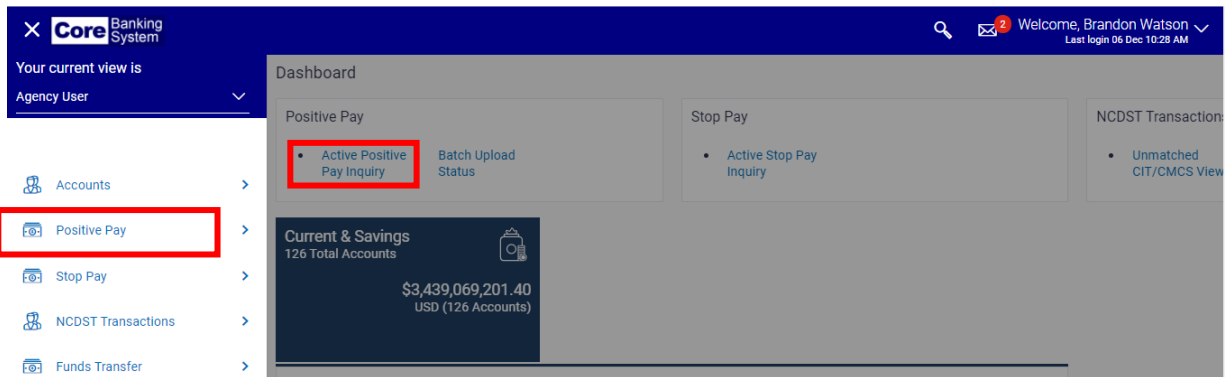 Core Banking System
Welcome, Brandon Watson
2
Last login 06 Dec 10:28 AM
Your current view is
Agency User
Accounts
Positive Pay
Stop Pay
NCDST Transactions
Funds Transfer
Dashboard
Positive Pay
Active Positive
Pay Inquiry
Batch Upload
Status
Stop Pay
Active Stop Pay
Inquiry
NCDST Transactions
Unmatched
CIT/CMCS View
Current & Savings
126 Total Accounts
$3,439,069,201.40
USD (126 Accounts)